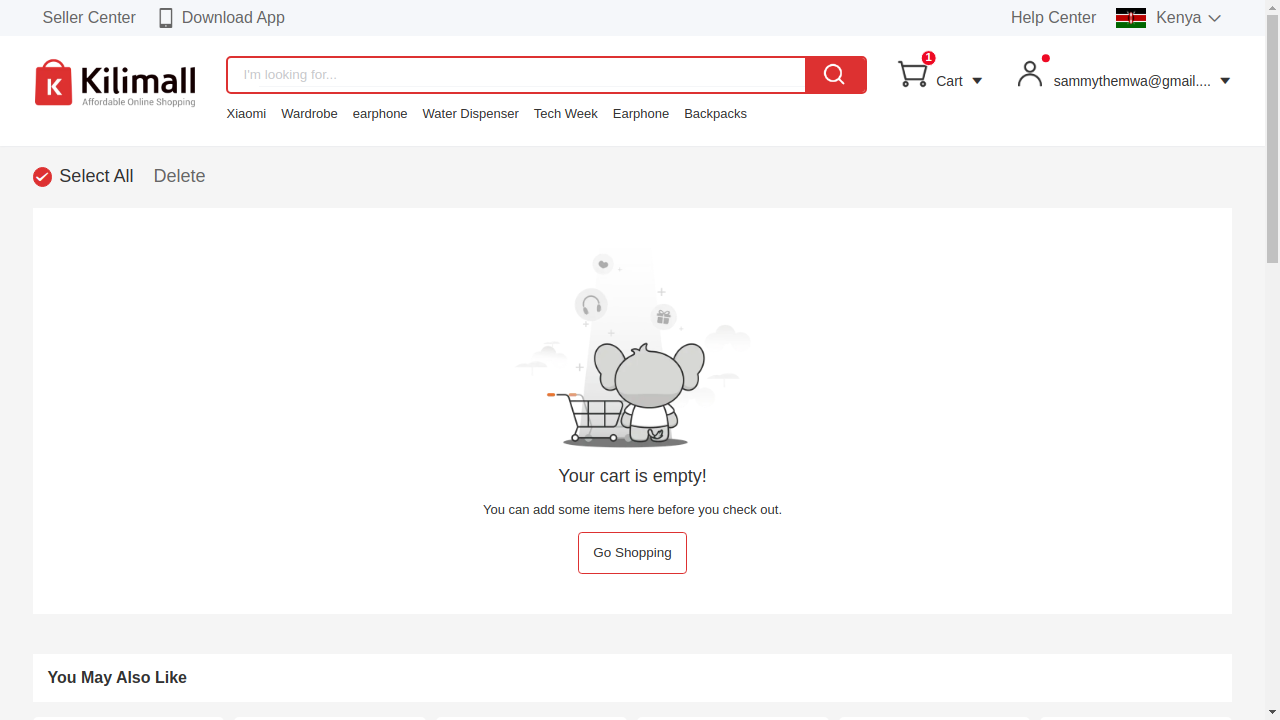 Seller Center Download App Help Center Kenya
Kilimall
Affordable Online Shopping
I'm looking for...
1
Cart
sammythemwa@gmail....
Xiaomi Wardrobe earphone Water Dispenser Tech Week Earphone Backpacks
Select All Delete
Your cart is empty!
You can add some items here before you check out.
Go Shopping
You May Also Like